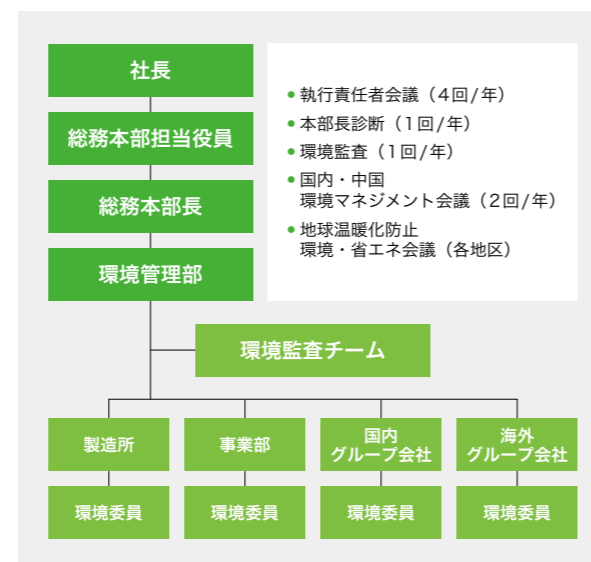 社長
総務本部担当役員
総務本部長
環境管理部
●執行責任者会議（4回/年）
●本部長診断（1回/年）
●環境監査（1回/年）
●国内・中国
環境マネジメント会議（2回/年）
●地球温暖化防止
環境・省エネ会議（各地区）
環境監査チーム
製造所
事業部
国内
グループ会社
海外
グループ会社
環境委員
環境委員
環境委員
環境委員